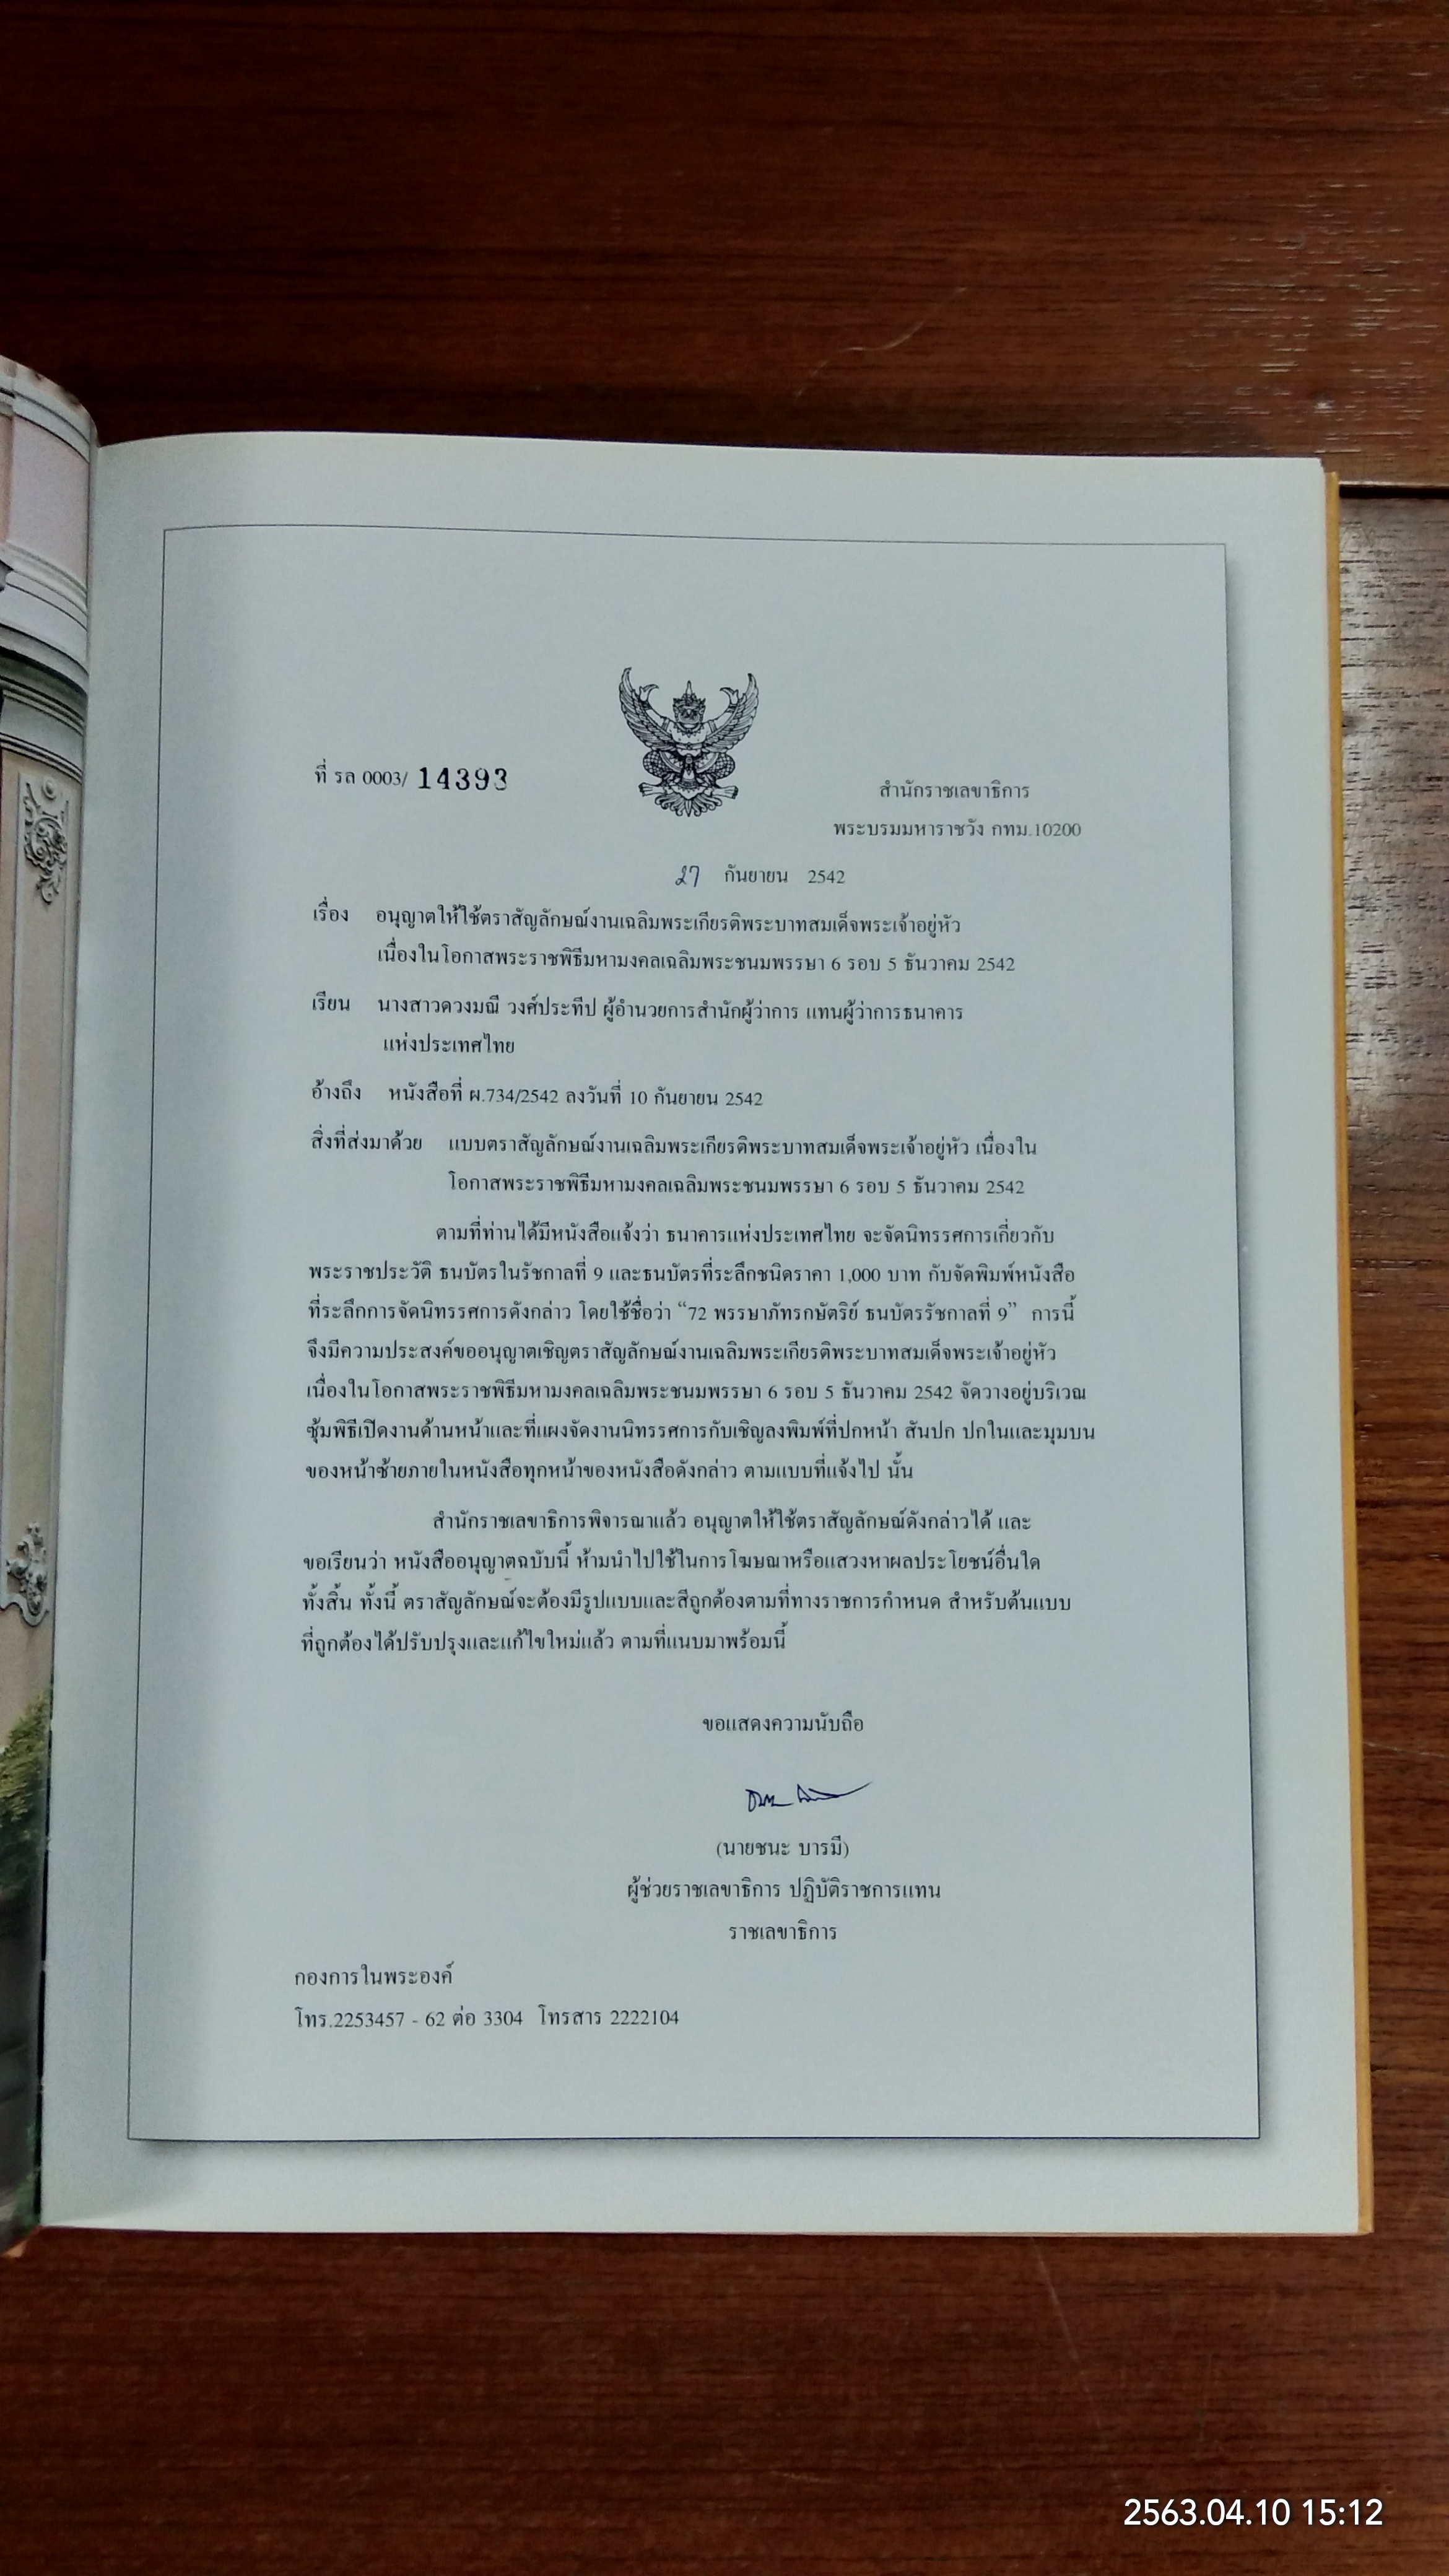 ที่ รล 0003/ 14393
สำนักราชเลขาธิการ
พระบรมมหาราชวัง กทม.10200
27 กันยายน 2542
เรื่อง อนุญาตให้ใช้ตราสัญลักษณ์งานเฉลิมพระเกียรติพระบาทสมเด็จพระเจ้าอยู่หัว
เนื่องในโอกาสพระราชพิธีมหามงคลเฉลิมพระชนมพรรษา 6 รอบ 5 ธันวาคม 2542
เรียน นางสาวดวงมณี วงศ์ประทีป ผู้อำนวยการสำนักผู้ว่าการ แทนผู้ว่าการธนาคาร
แห่งประเทศไทย
อ้างถึง หนังสือที่ ผ.734/2542 ลงวันที่ 10 กันยายน 2542
สิ่งที่ส่งมาด้วย แบบตราสัญลักษณ์งานเฉลิมพระเกียรติพระบาทสมเด็จพระเจ้าอยู่หัว เนื่องใน
โอกาสพระราชพิธีมหามงคลเฉลิมพระชนมพรรษา 6 รอบ 5 ธันวาคม 2542
ตามที่ท่านได้มีหนังสือแจ้งว่า ธนาคารแห่งประเทศไทย จะจัดนิทรรศการเกี่ยวกับ
พระราชประวัติ ธนบัตรในรัชกาลที่ 9 และธนบัตรที่ระลึกชนิดราคา 1,000 บาท กับจัดพิมพ์หนังสือ
ที่ระลึกการจัดนิทรรศการดังกล่าว โดยใช้ชื่อว่า “72 พรรษาภัทรกษัตริย์ ธนบัตรรัชกาลที่ 9” การนี้
จึงมีความประสงค์ขออนุญาตเชิญตราสัญลักษณ์งานเฉลิมพระเกียรติพระบาทสมเด็จพระเจ้าอยู่หัว
เนื่องในโอกาสพระราชพิธีมหามงคลเฉลิมพระชนมพรรษา 6 รอบ 5 ธันวาคม 2542 จัดวางอยู่บริเวณ
ซุ้มพิธีเปิดงานด้านหน้าและที่แผงจัดงานนิทรรศการกับเชิญลงพิมพ์ที่ปกหน้า สันปก ปกในและมุมบน
ของหน้าซ้ายภายในหนังสือทุกหน้าของหนังสือดังกล่าว ตามแบบที่แจ้งไป นั้น
สำนักราชเลขาธิการพิจารณาแล้ว อนุญาตให้ใช้ตราสัญลักษณ์ดังกล่าวได้ และ
ขอเรียนว่า หนังสืออนุญาตฉบับนี้ ห้ามนำไปใช้ในการโฆษณาหรือแสวงหาผลประโยชน์อื่นใด
ทั้งสิ้น ทั้งนี้ ตราสัญลักษณ์จะต้องมีรูปแบบและสีถูกต้องตามที่ทางราชการกำหนด สำหรับต้นแบบ
ที่ถูกต้องได้ปรับปรุงและแก้ไขใหม่แล้ว ตามที่แนบมาพร้อมนี้
ขอแสดงความนับถือ
(นายชนะ บารมี)
ผู้ช่วยราชเลขาธิการ ปฏิบัติราชการแทน
ราชเลขาธิการ
กองการในพระองค์
โทร.2253457 - 62 ต่อ 3304 โทรสาร 2222104
2563.04.10 15:12